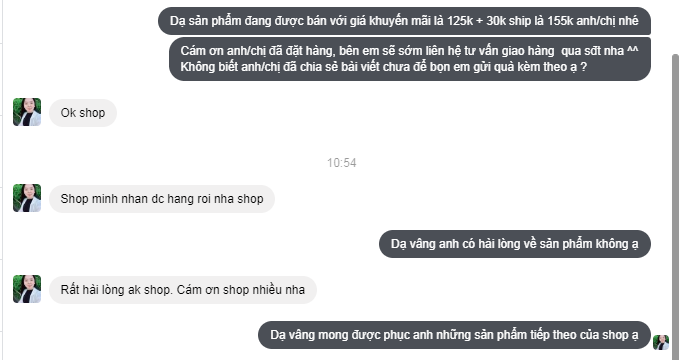 Dạ sản phẩm đang được bán với giá khuyến mãi là 125k + 30k ship là 155k anh/chị nhé
Cám ơn anh/chị đã đặt hàng, bên em sẽ sớm liên hệ tư vấn giao hàng qua sđt nha ^^
Không biết anh/chị đã chia sẻ bài viết chưa để bọn em gửi quà kèm theo ạ ?
Ok shop
10:54
Shop minh nhan dc hang roi nha shop
Dạ vâng anh có hài lòng về sản phẩm không ạ
Rất hài lòng ak shop. Cám ơn shop nhiều nha
Dạ vâng mong được phục anh những sản phẩm tiếp theo của shop ạ